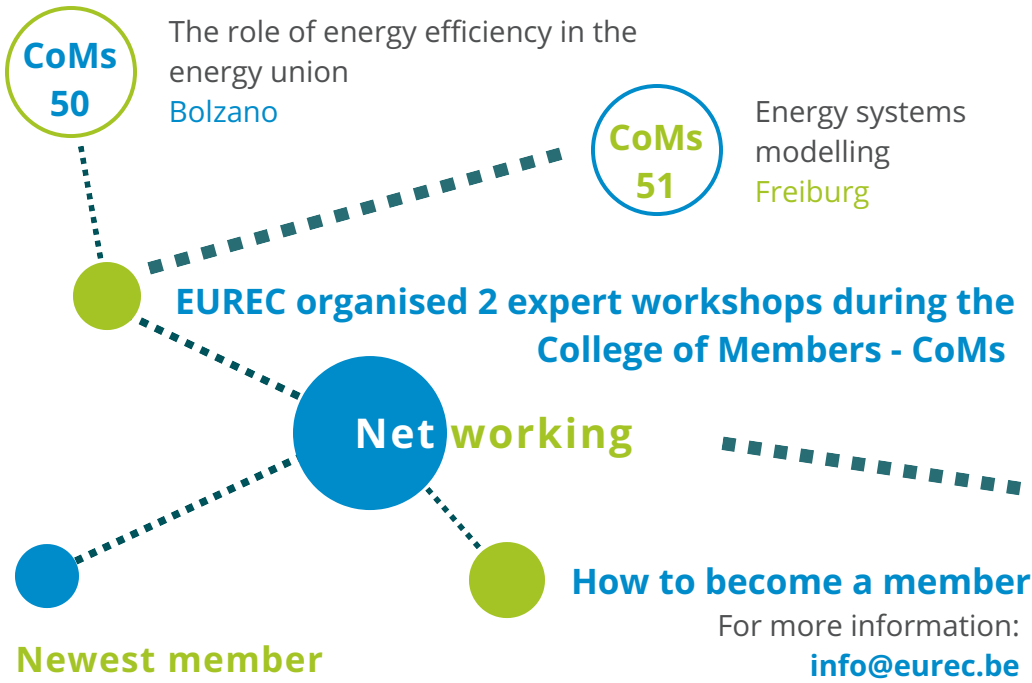 CoMs
50
The role of energy efficiency in the
energy union
Bolzano
CoMs
51
Energy systems
modelling
Freiburg
EUREC organised 2 expert workshops during the
College of Members - CoMs
Net working
How to become a member
For more information:
info@eurec.be
Newest member